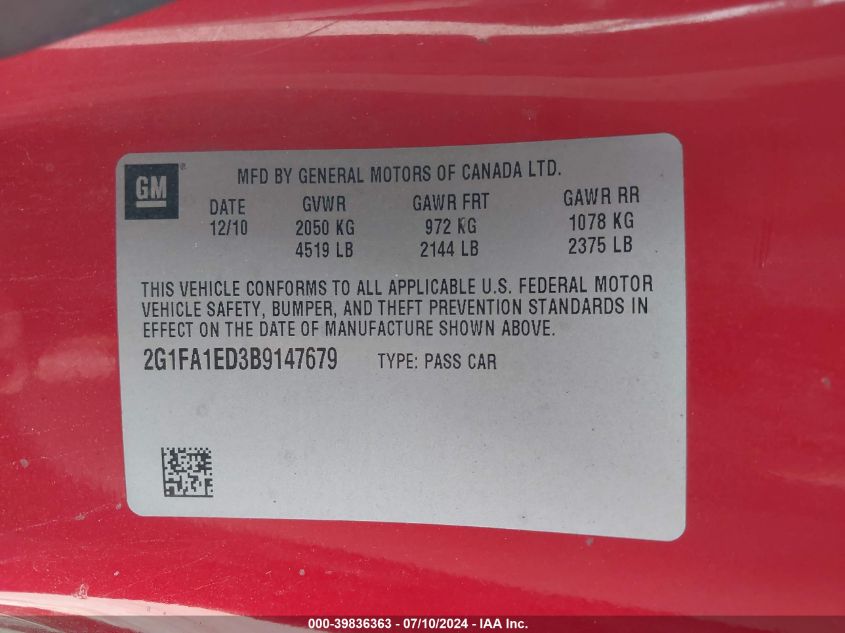 GM ®
MFD BY GENERAL MOTORS OF CANADA LTD.
DATE GVWR GAWR FRT GAWR RR
12/10 2050 KG 972 KG 1078 KG
4519 LB 2144 LB 2375 LB
THIS VEHICLE CONFORMS TO ALL APPLICABLE U.S. FEDERAL MOTOR
VEHICLE SAFETY, BUMPER, AND THEFT PREVENTION STANDARDS IN
EFFECT ON THE DATE OF MANUFACTURE SHOWN ABOVE.
2G1FA1ED3B9147679 TYPE: PASS CAR
000-39836363 - 07/10/2024 - IAA Inc.